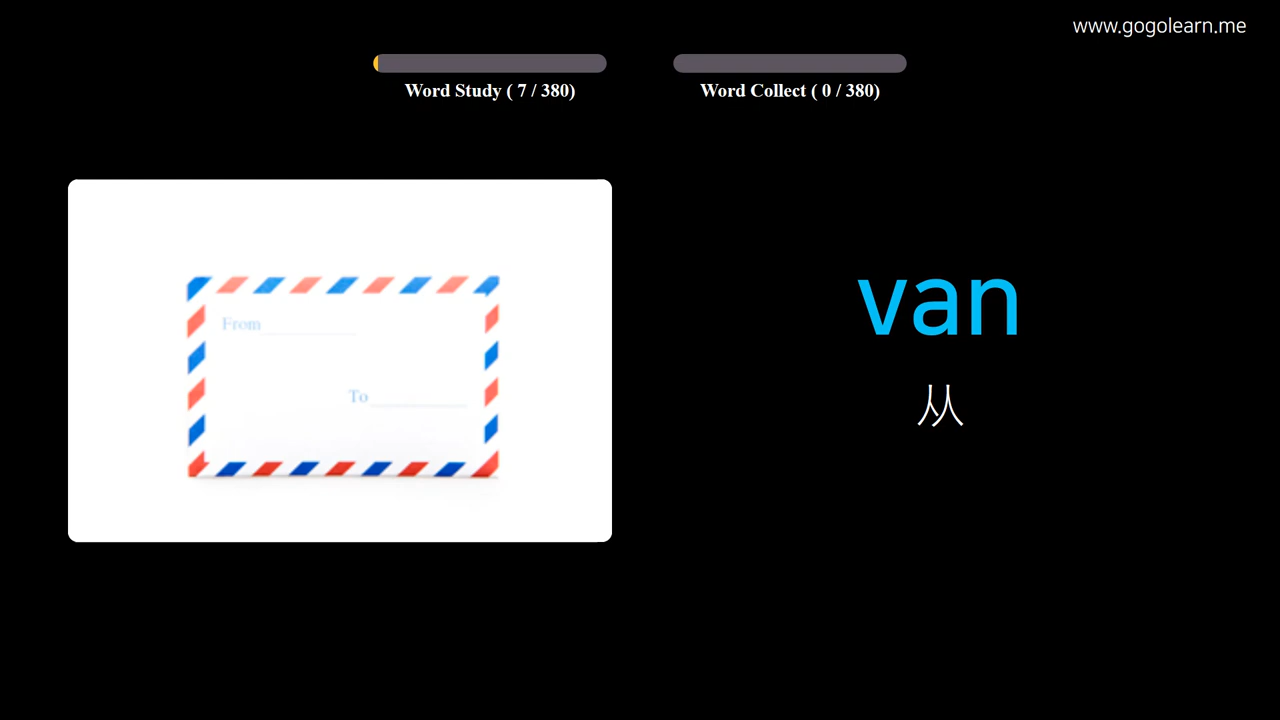 www.gogolearn.me
Word Study ( 7 / 380)
Word Collect ( 0 / 380)
From
To
van
从